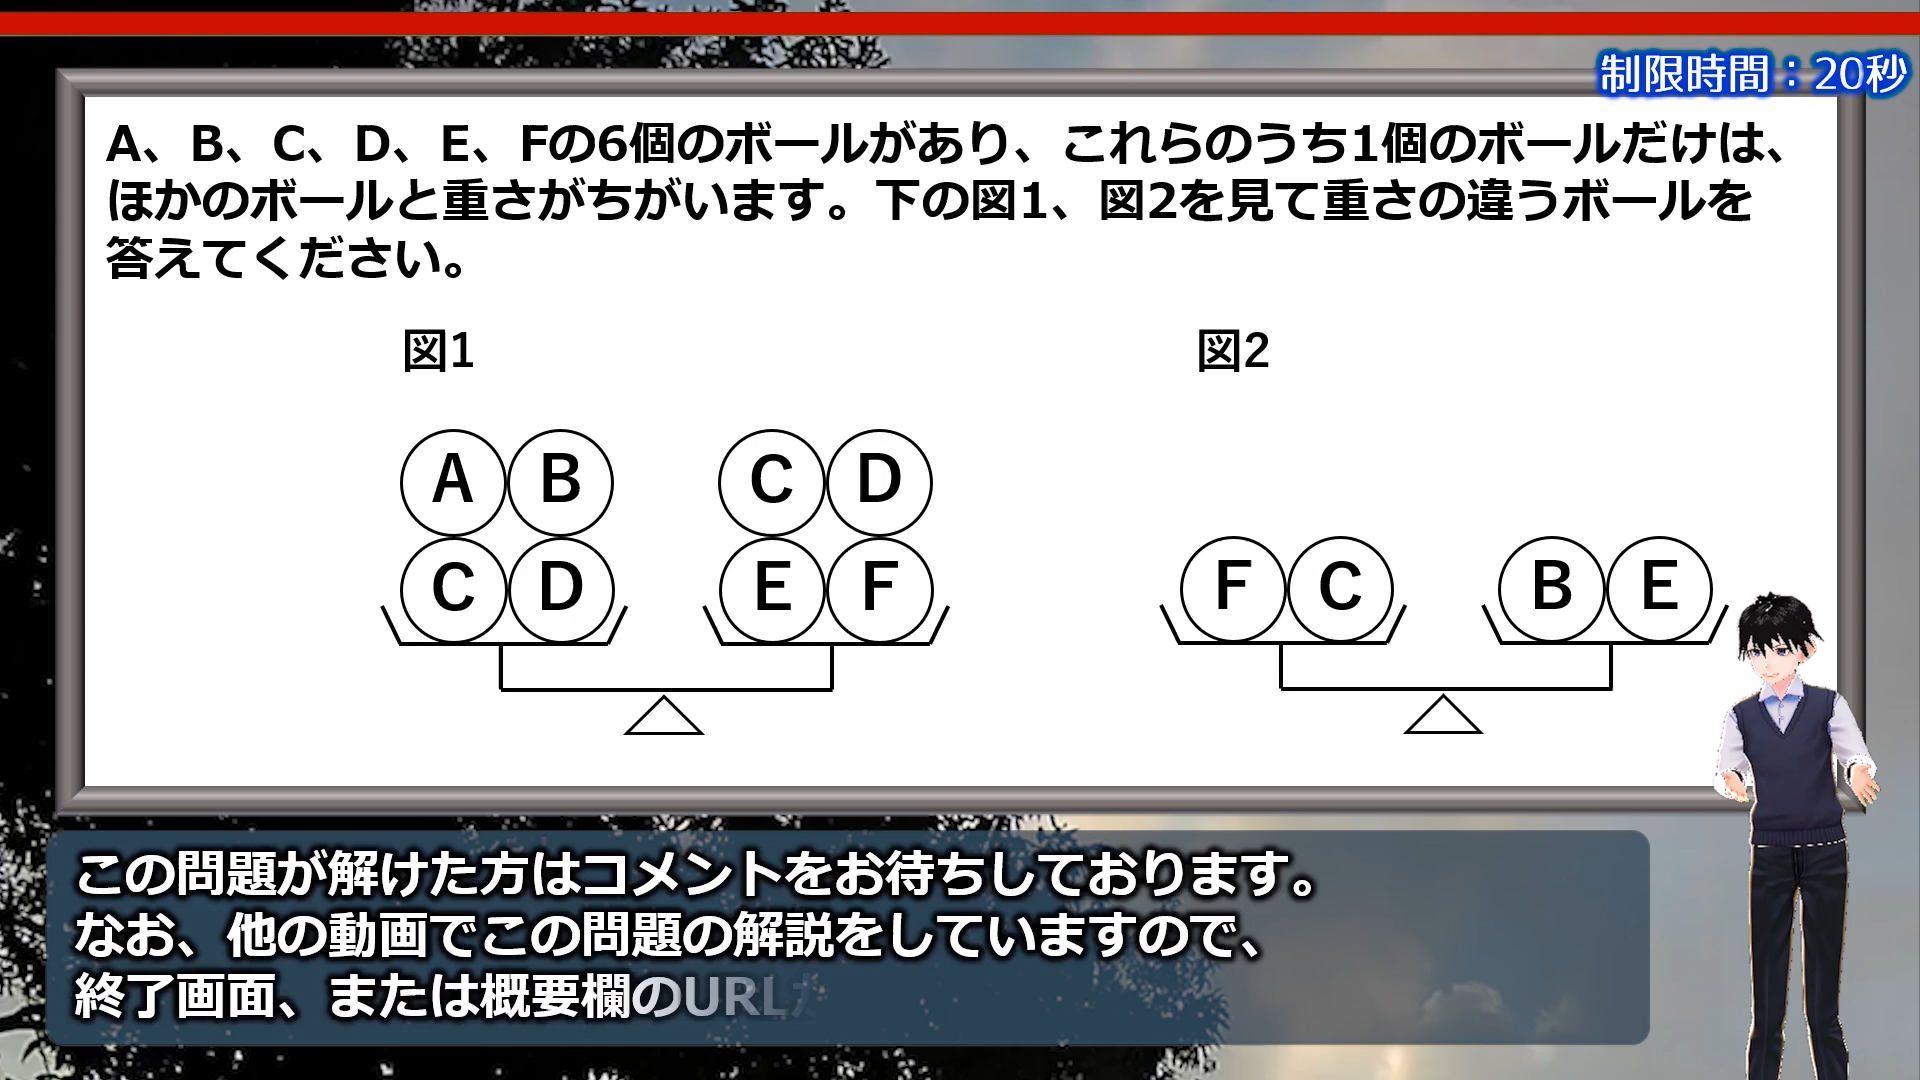 制限時間：20秒
A、B、C、D、E、Fの6個のボールがあり、これらのうち1個のボールだけは、
ほかのボールと重さがちがいます。下の図1、図2を見て重さの違うボールを
答えてください。
図1
図2
A B C D
C D E F
F C B E
この問題が解けた方はコメントをお待ちしております。
なお、他の動画でこの問題の解説をしていますので、
終了画面、または概要欄のURL